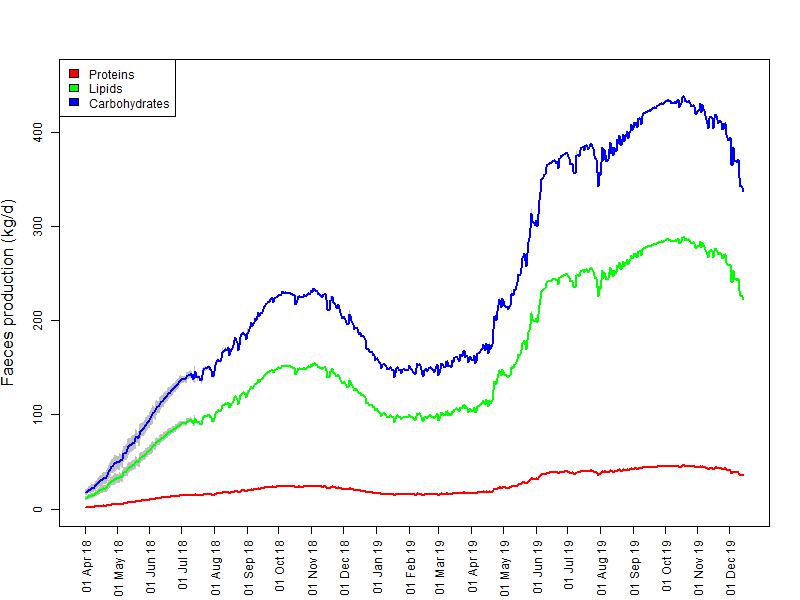 Proteins
Lipids
Carbohydrates
Faeces production (kg/d)
400
300
200
100
0
01 Apr 18
01 May 18
01 Jun 18
01 Jul 18
01 Aug 18
01 Sep 18
01 Oct 18
01 Nov 18
01 Dec 18
01 Jan 19
01 Feb 19
01 Mar 19
01 Apr 19
01 May 19
01 Jun 19
01 Jul 19
01 Aug 19
01 Sep 19
01 Oct 19
01 Nov 19
01 Dec 19